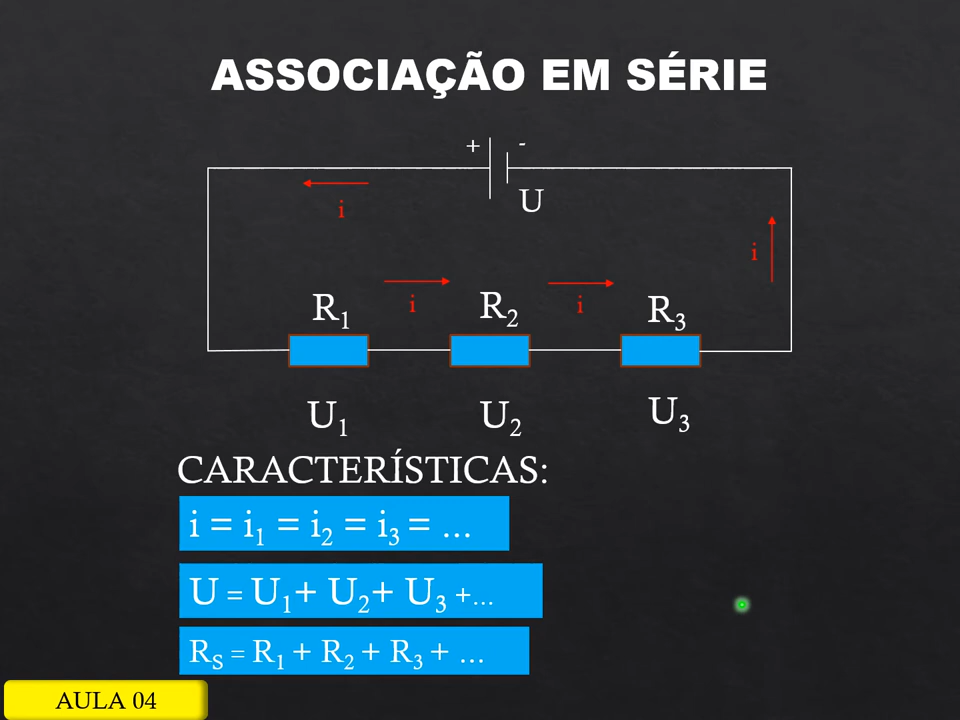 ASSOCIAÇÃO EM SÉRIE
+ -
U
i
i
i i
R₁ R₂ R₃
U₁ U₂ U₃
CARACTERÍSTICAS:
i = i₁ = i₂ = i₃ = ...
U = U₁+ U₂+ U₃ +...
Rₛ = R₁ + R₂ + R₃ + ...
AULA 04